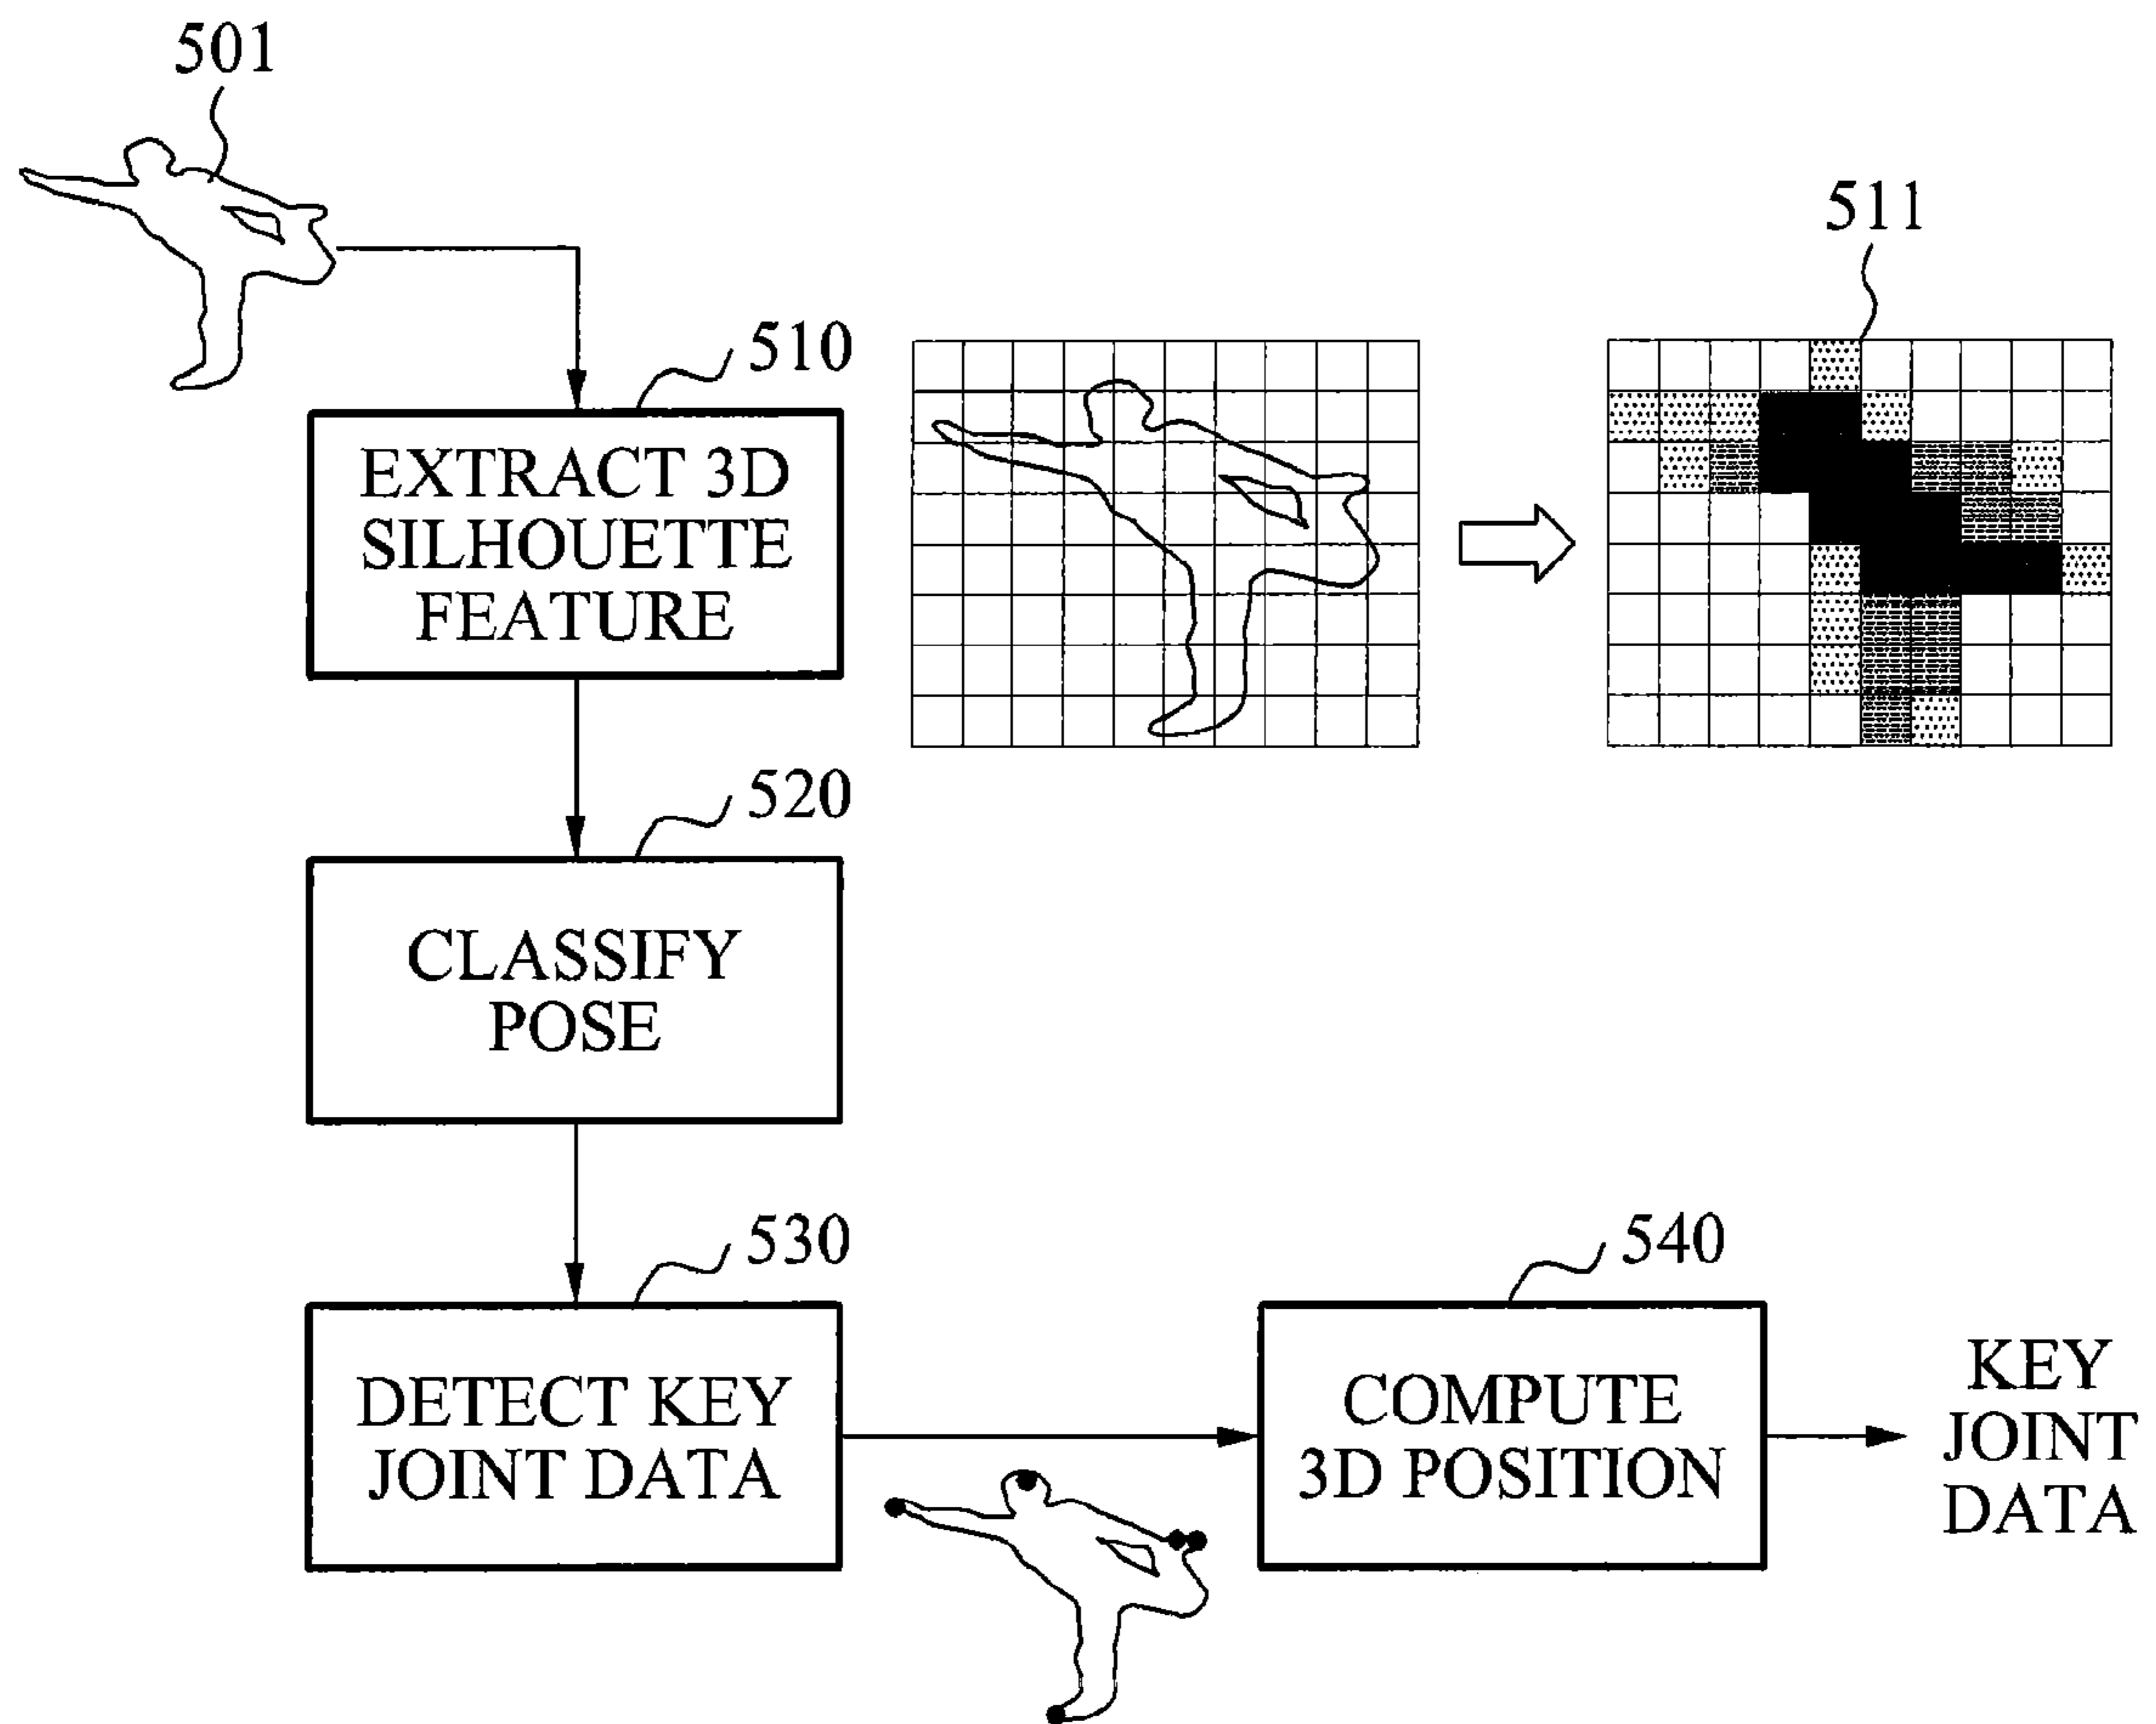 501
511
510
EXTRACT 3D
SILHOUETTE
FEATURE
520
CLASSIFY
POSE
530
DETECT KEY
JOINT DATA
540
COMPUTE
3D POSITION
KEY
JOINT
DATA